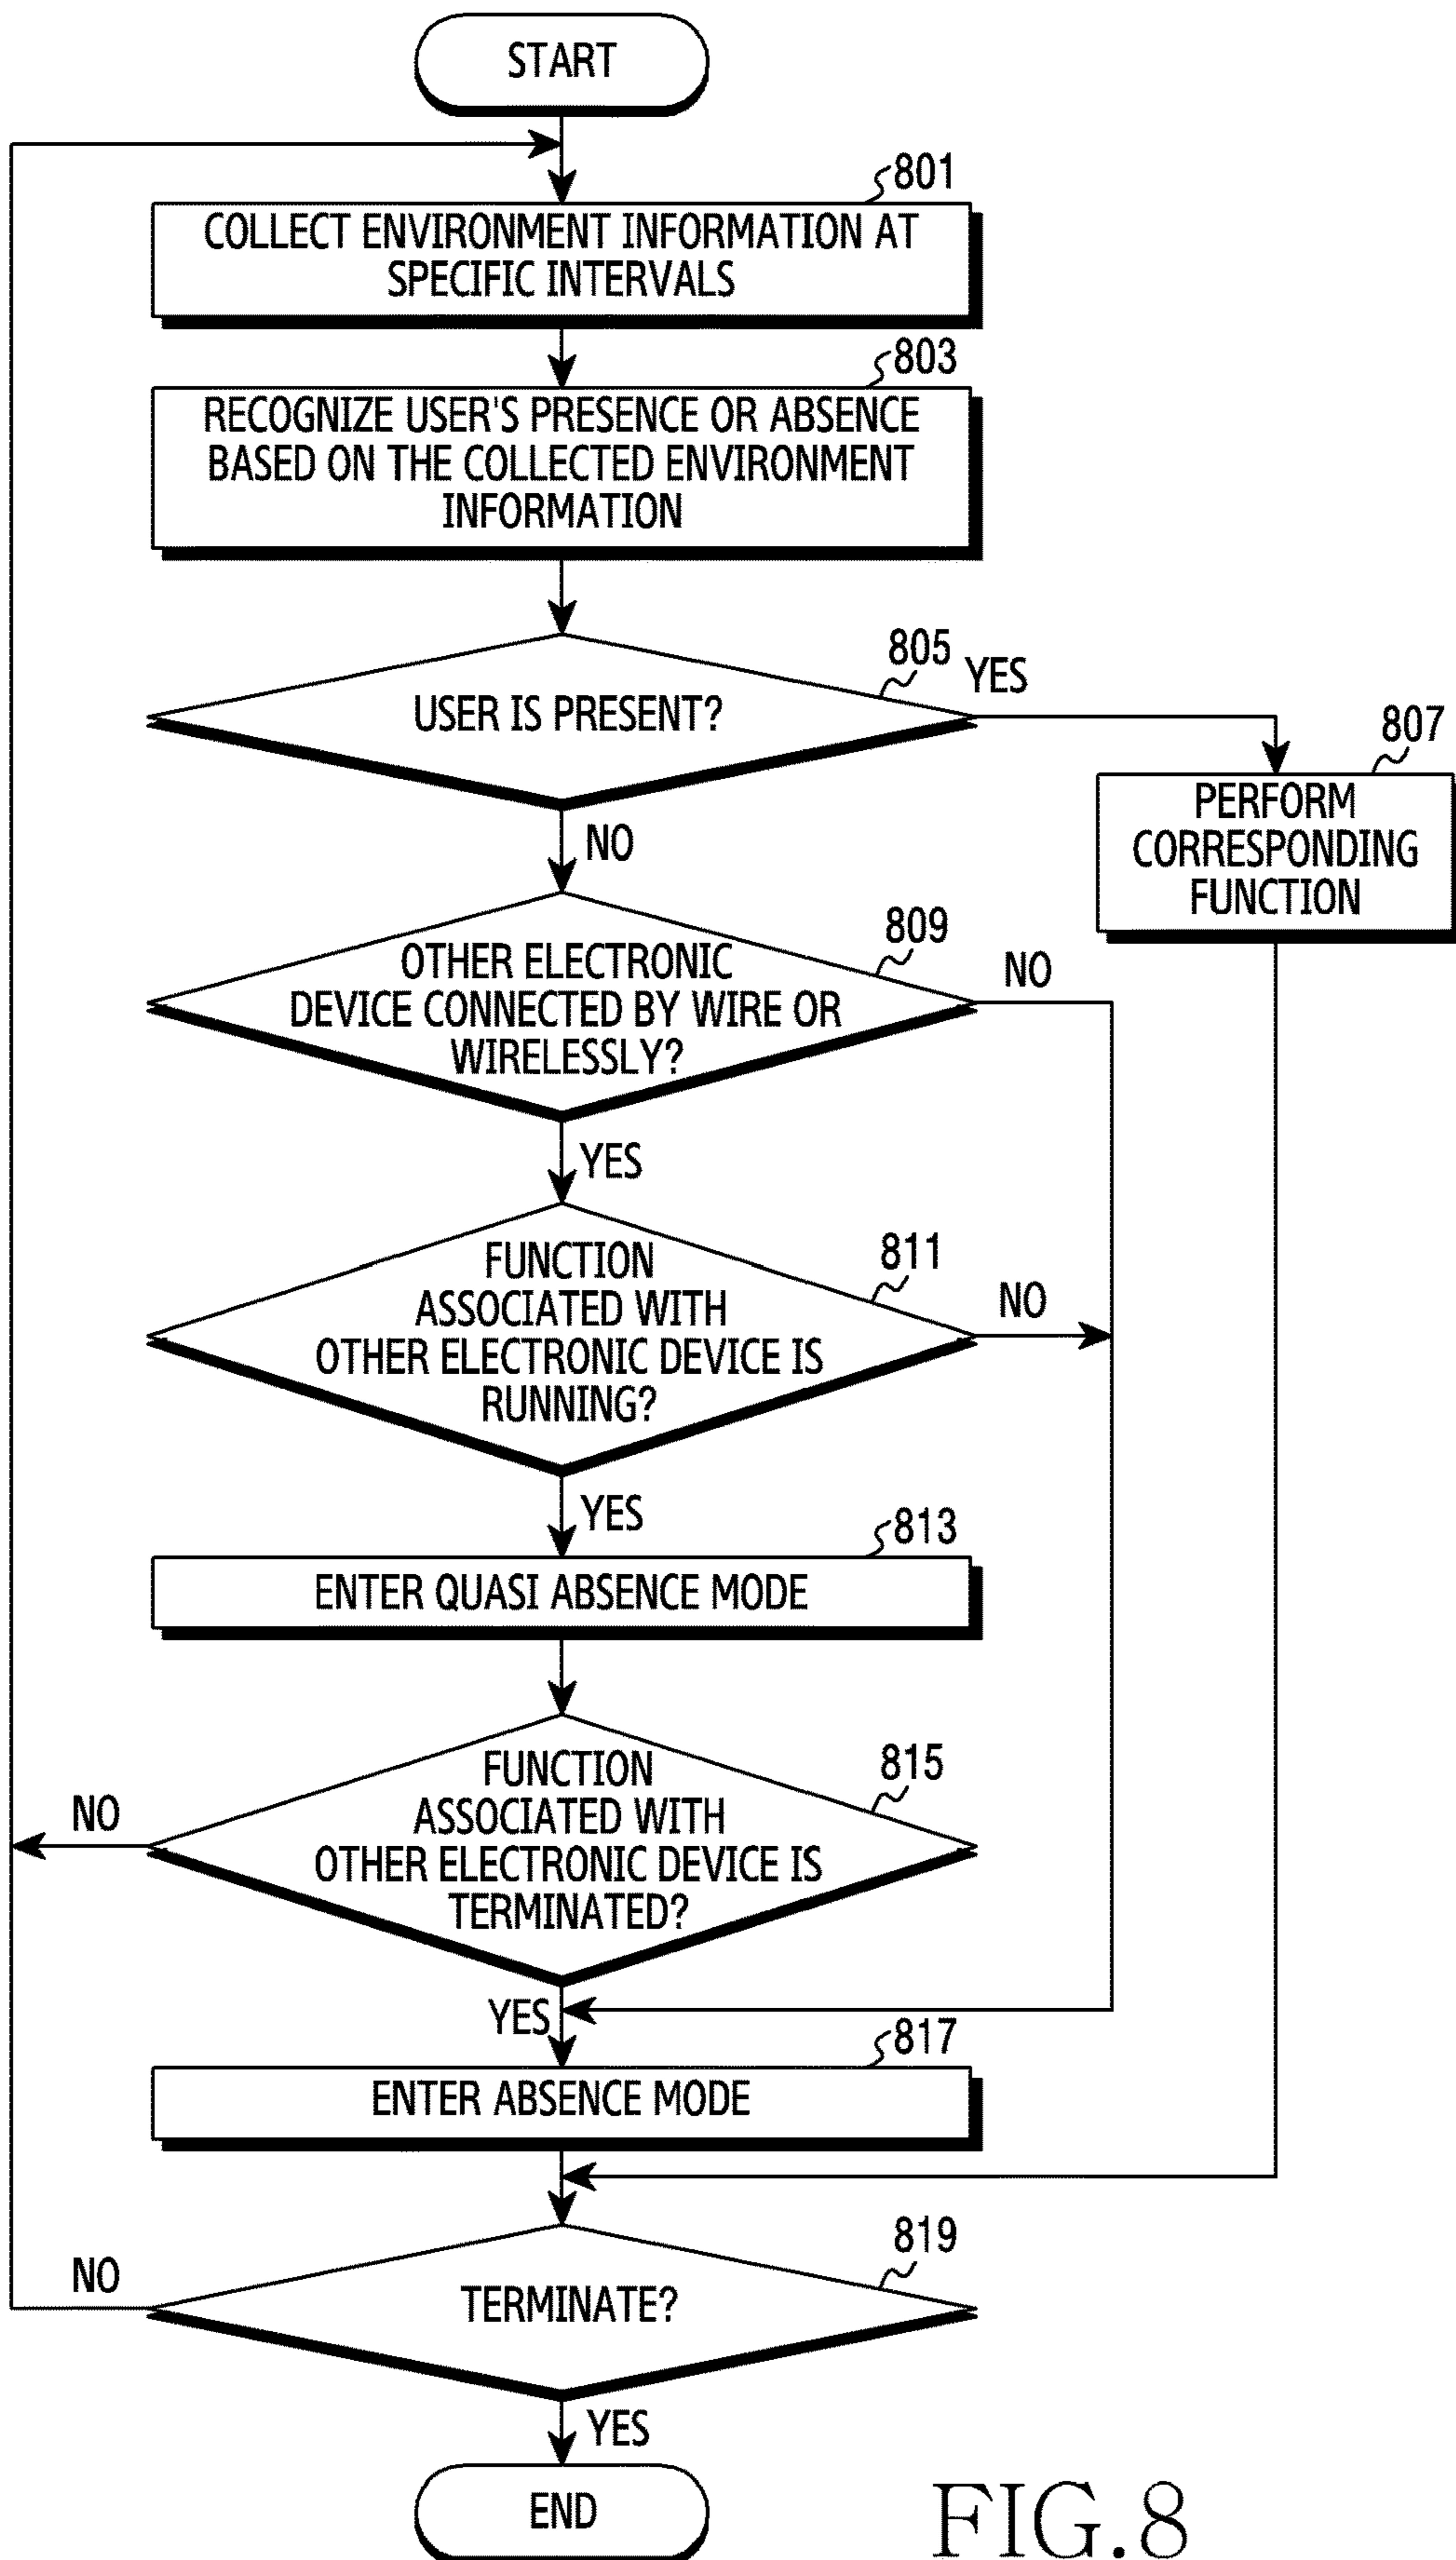 START
801
COLLECT ENVIRONMENT INFORMATION AT
SPECIFIC INTERVALS
803
RECOGNIZE USER'S PRESENCE OR ABSENCE
BASED ON THE COLLECTED ENVIRONMENT
INFORMATION
805
YES
USER IS PRESENT?
807
PERFORM
CORRESPONDING
FUNCTION
NO
809
OTHER ELECTRONIC
DEVICE CONNECTED BY WIRE OR
WIRELESSLY?
NO
YES
811
FUNCTION
ASSOCIATED WITH
OTHER ELECTRONIC DEVICE IS
RUNNING?
NO
YES
813
ENTER QUASI ABSENCE MODE
815
FUNCTION
ASSOCIATED WITH
OTHER ELECTRONIC DEVICE IS
TERMINATED?
NO
YES
817
ENTER ABSENCE MODE
819
NO
TERMINATE?
YES
END
FIG.8